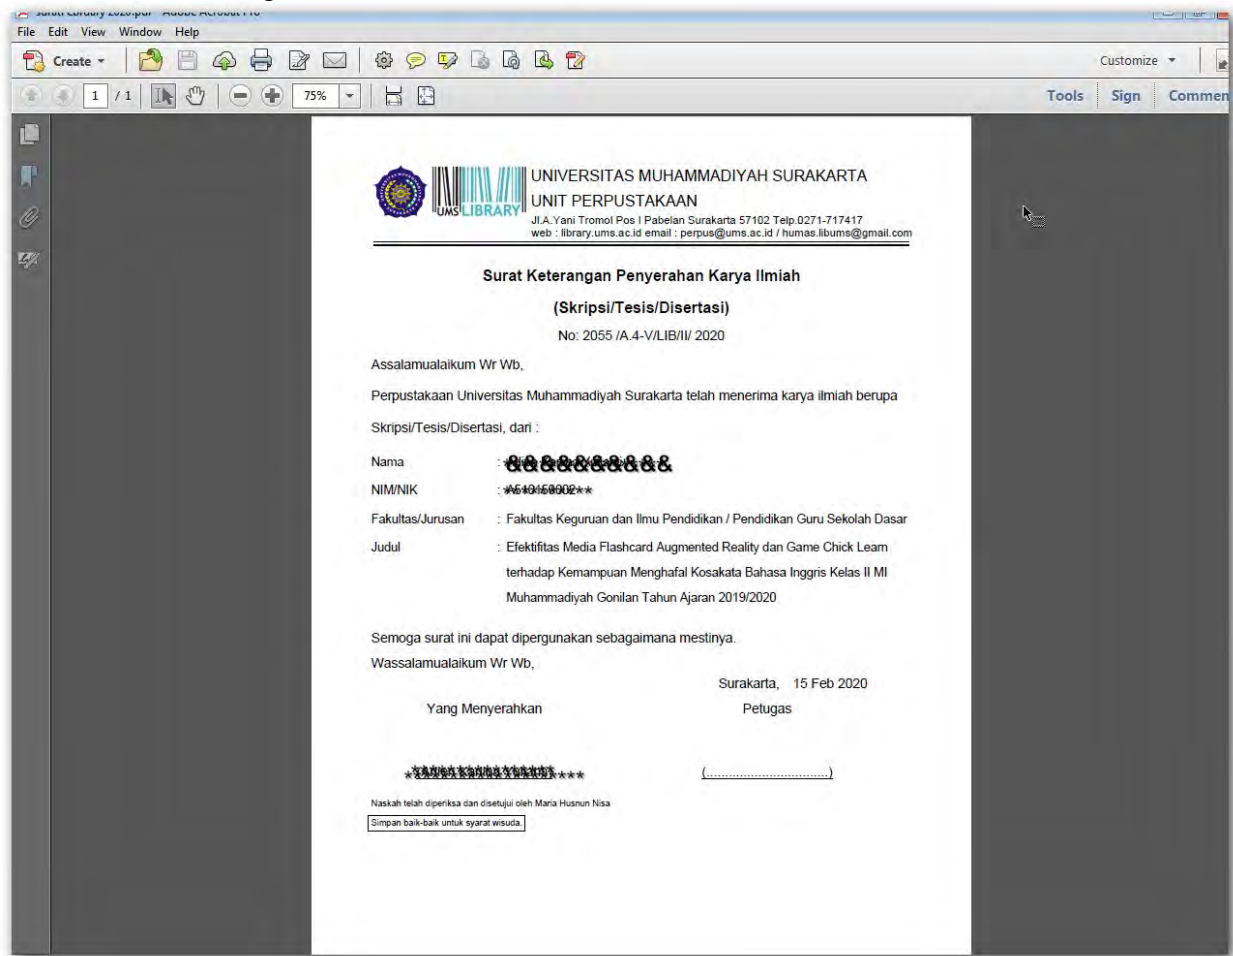 File Edit View Window Help
Create
Customize
1 / 1
75%
Tools Sign Commen
UMS LIBRARY
UNIVERSITAS MUHAMMADIYAH SURAKARTA
UNIT PERPUSTAKAAN
Jl.A.Yani Tromol Pos I Pabelan Surakarta 57102 Telp.0271-717417
web : library.ums.ac.id email : perpus@ums.ac.id / humas.libums@gmail.com
Surat Keterangan Penyerahan Karya Ilmiah
(Skripsi/Tesis/Disertasi)
No: 2055 /A.4-V/LIB/II/ 2020
Assalamualaikum Wr Wb,
Perpustakaan Universitas Muhammadiyah Surakarta telah menerima karya ilmiah berupa
Skripsi/Tesis/Disertasi, dari :
Nama :
NIM/NIK :
Fakultas/Jurusan : Fakultas Keguruan dan Ilmu Pendidikan / Pendidikan Guru Sekolah Dasar
Judul : Efektifitas Media Flashcard Augmented Reality dan Game Chick Learn
terhadap Kemampuan Menghafal Kosakata Bahasa Inggris Kelas II MI
Muhammadiyah Gonilan Tahun Ajaran 2019/2020
Semoga surat ini dapat dipergunakan sebagaimana mestinya.
Wassalamualaikum Wr Wb,
Surakarta, 15 Feb 2020
Yang Menyerahkan Petugas
(.................................)
Naskah telah diperiksa dan disetujui oleh Maria Husnun Nisa
Simpan baik-baik untuk syarat wisuda.